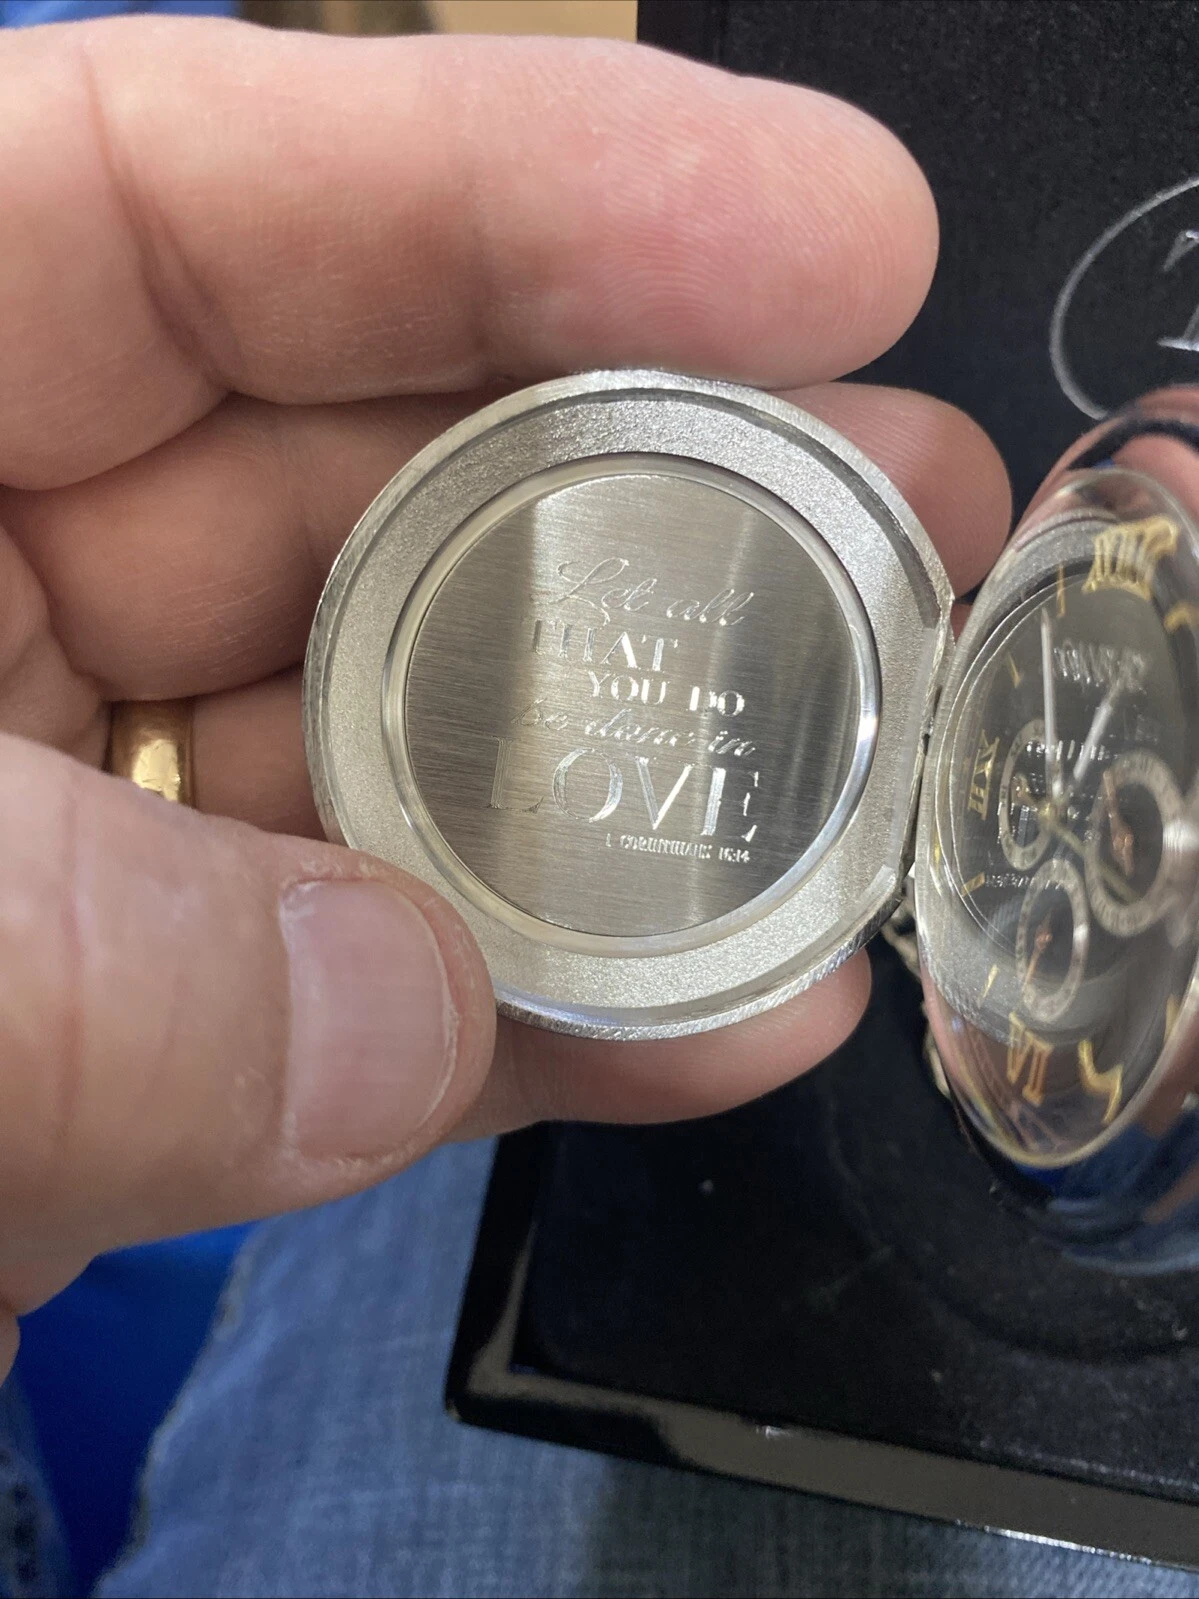 Let all
THAT
YOU DO
be done in
LOVE
1 CORINTHIANS 16:14